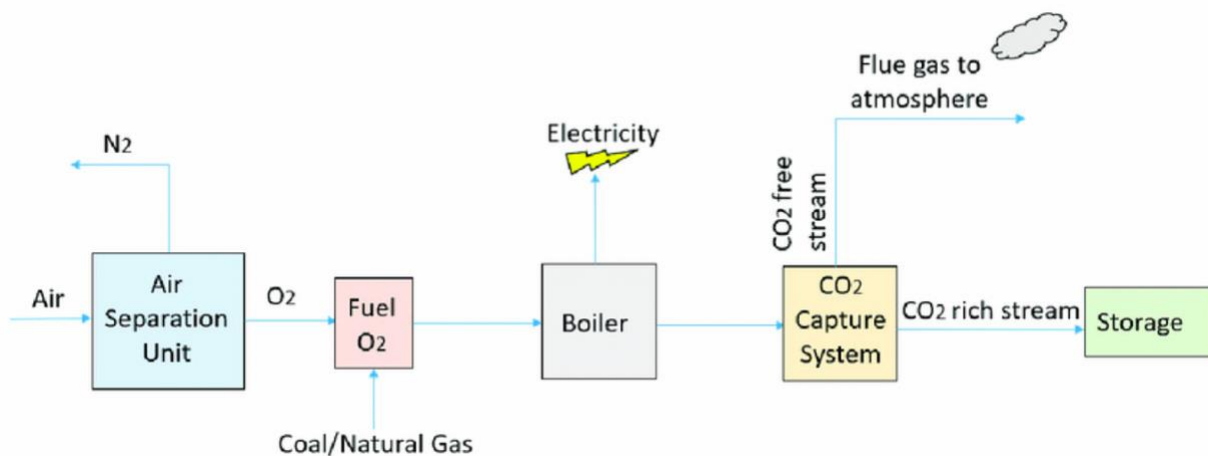 Flue gas to
atmosphere
N2
Electricity
CO2 free
stream
Air
Air
Separation
Unit
O2
Fuel
O2
Boiler
CO2
Capture
System
CO2 rich stream
Storage
Coal/Natural Gas